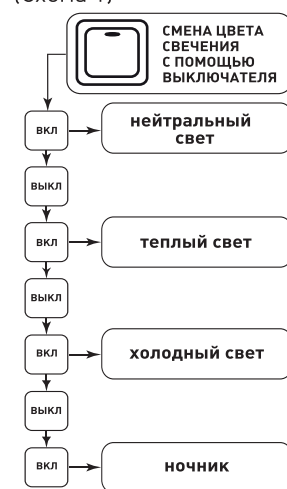 (Схема 1)
СМЕНА ЦВЕТА
СВЕЧЕНИЯ
С ПОМОЩЬЮ
ВЫКЛЮЧАТЕЛЯ
ВКЛ
нейтральный
свет
ВЫКЛ
ВКЛ
теплый свет
ВЫКЛ
ВКЛ
холодный свет
ВЫКЛ
ВКЛ
ночник